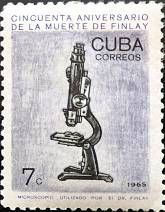 CINCUENTA ANIVERSARIO
DE LA MUERTE DE FINLAY
CUBA
CORREOS
7c
1965
MICROSCOPIO UTILIZADO POR EL DR. FINLAY